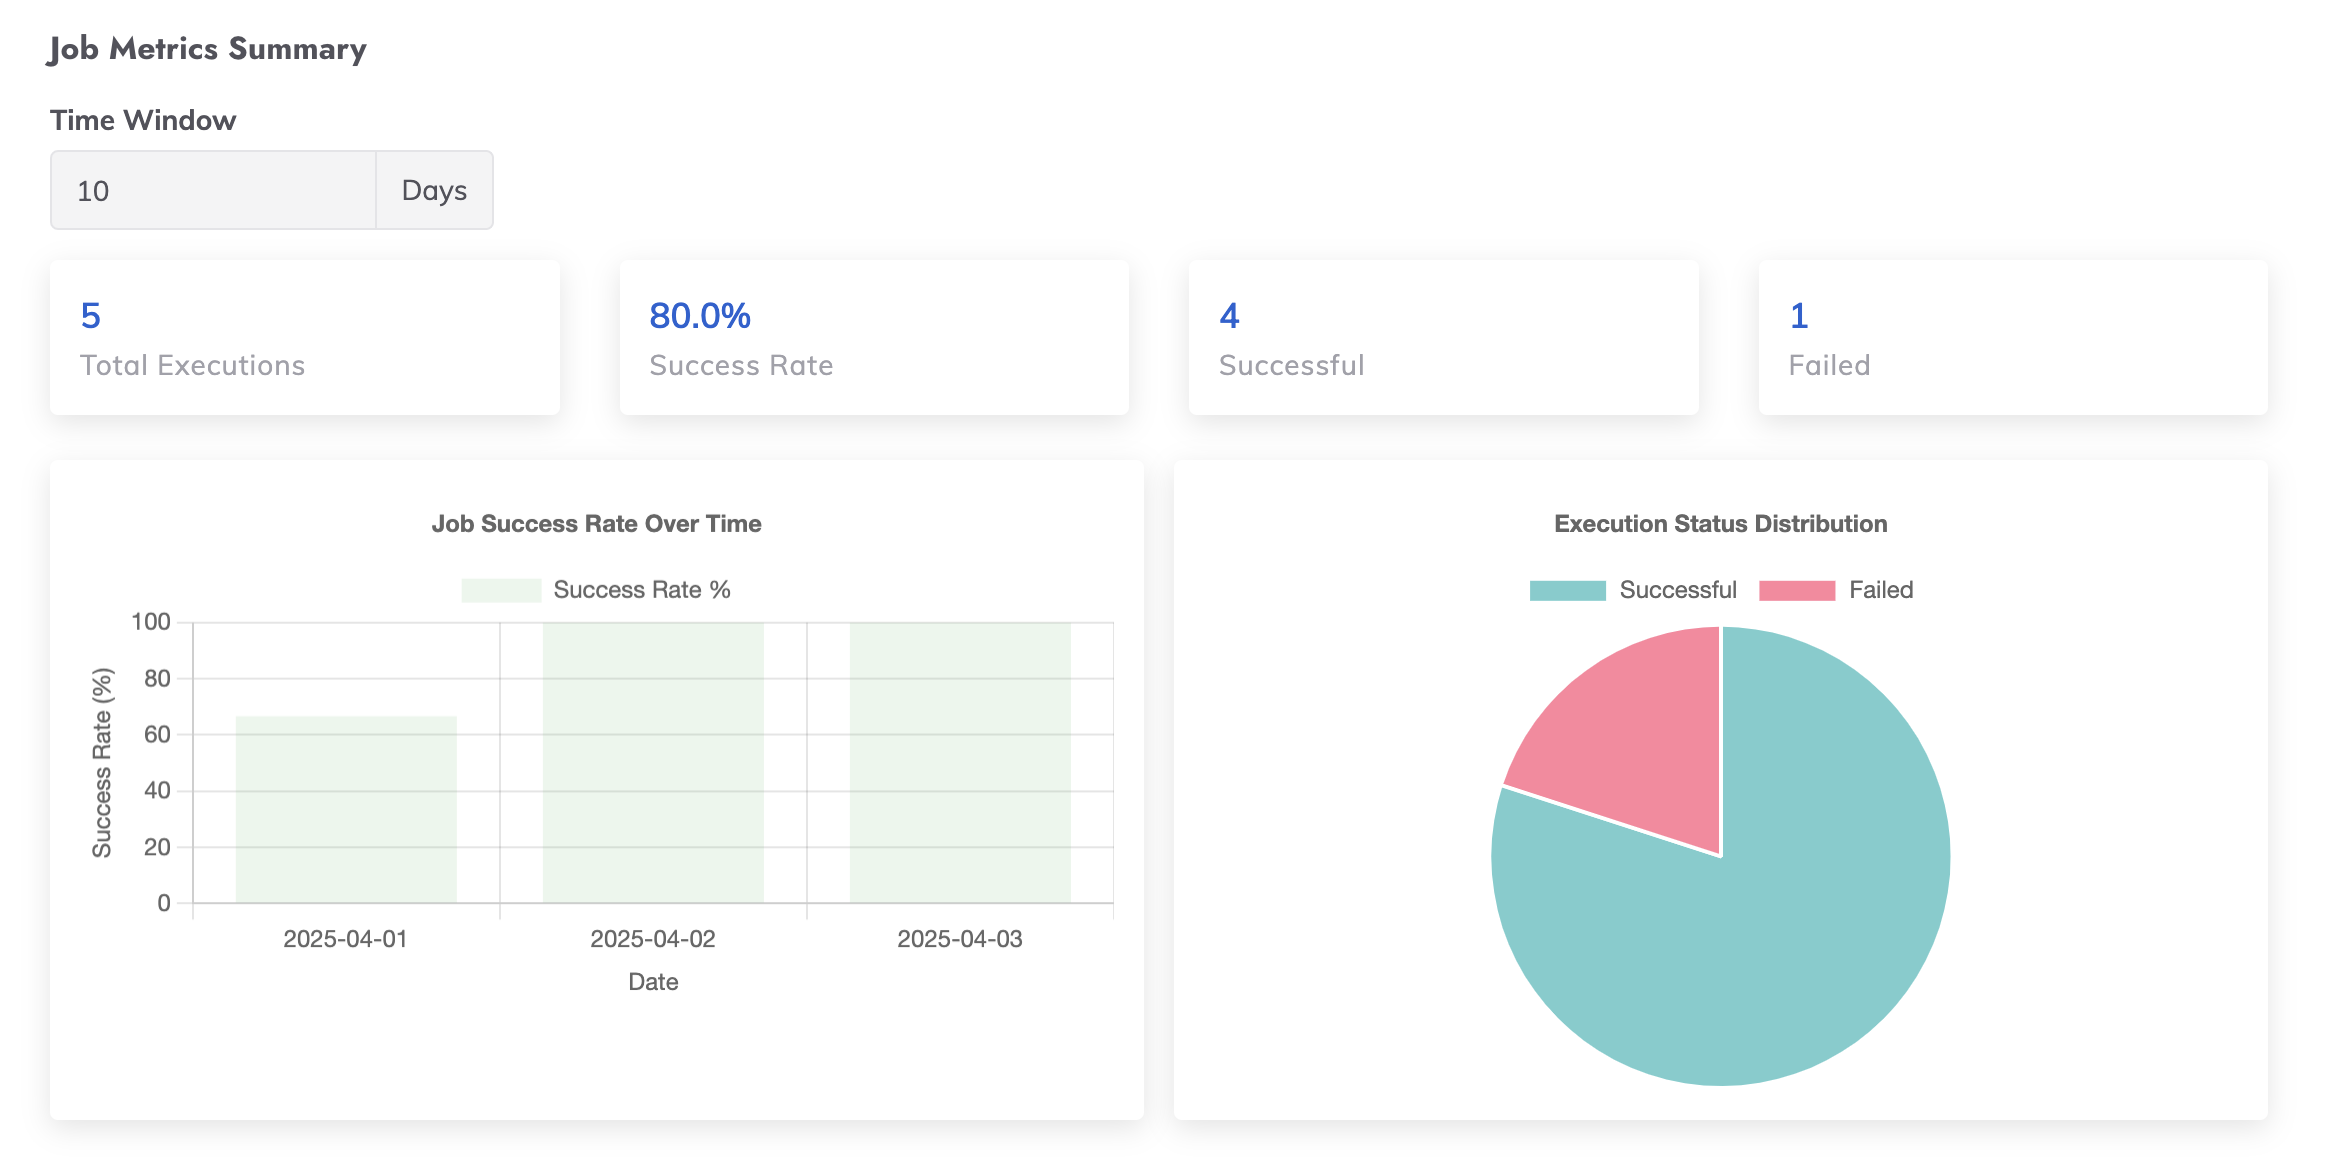 Job Metrics Summary
Time Window
10 Days
5
Total Executions
80.0%
Success Rate
4
Successful
1
Failed
Job Success Rate Over Time
Success Rate %
Success Rate (%)
100
80
60
40
20
0
2025-04-01 2025-04-02 2025-04-03
Date
Execution Status Distribution
Successful Failed